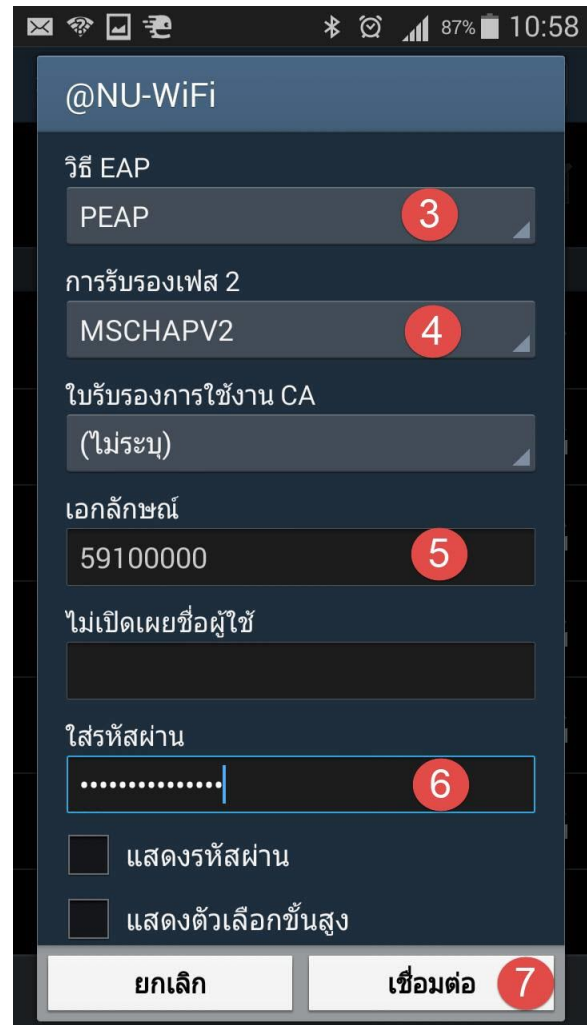 87% 10:58
@NU-WiFi
วิธี EAP
PEAP 3
การรับรองเฟส 2
MSCHAPV2 4
ใบรับรองการใช้งาน CA
(ไม่ระบุ)
เอกลักษณ์
59100000 5
ไม่เปิดเผยชื่อผู้ใช้
ใส่รหัสผ่าน
••••••••••••••• 6
แสดงรหัสผ่าน
แสดงตัวเลือกขั้นสูง
ยกเลิก เชื่อมต่อ 7